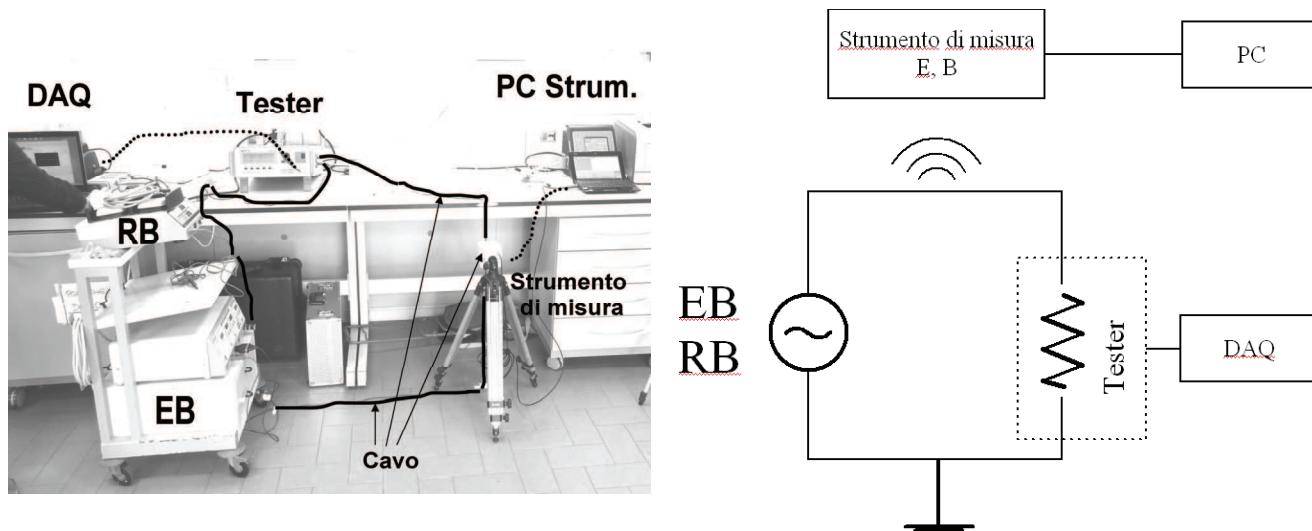 DAQ
Tester
PC Strum.
RB
Strumento
di misura
EB
Cavo
Strumento di misura
E, B
PC
EB
RB
Tester
DAQ